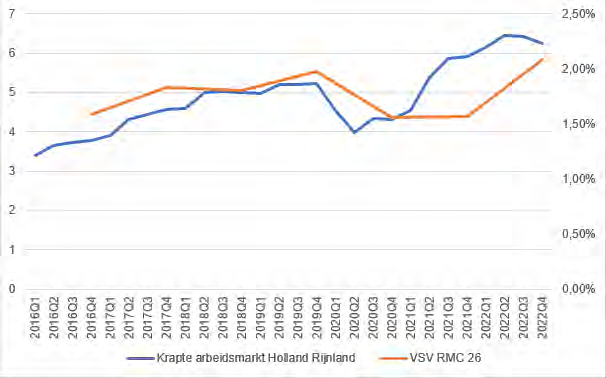 7 2,50%
6 2,00%
5
4 1,50%
3 1,00%
2
1 0,50%
0 0,00%
2016Q1
2016Q2
2016Q3
2016Q4
2017Q1
2017Q2
2017Q3
2017Q4
2018Q1
2018Q2
2018Q3
2018Q4
2019Q1
2019Q2
2019Q3
2019Q4
2020Q1
2020Q2
2020Q3
2020Q4
2021Q1
2021Q2
2021Q3
2021Q4
2022Q1
2022Q2
2022Q3
2022Q4
Krapte arbeidsmarkt Holland Rijnland VSV RMC 26